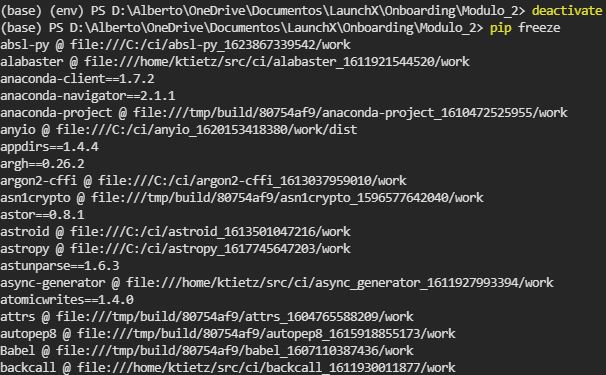 (base) (env) PS D:\Alberto\OneDrive\Documentos\LaunchX\Onboarding\Modulo_2> deactivate
(base) PS D:\Alberto\OneDrive\Documentos\LaunchX\Onboarding\Modulo_2> pip freeze
absl-py @ file:///C:/ci/absl-py_1623867339542/work
alabaster @ file:///home/ktietz/src/ci/alabaster_1611921544520/work
anaconda-client==1.7.2
anaconda-navigator==2.1.1
anaconda-project @ file:///tmp/build/80754af9/anaconda-project_1610472525955/work
anyio @ file:///C:/ci/anyio_1620153418380/work/dist
appdirs==1.4.4
argh==0.26.2
argon2-cffi @ file:///C:/ci/argon2-cffi_1613037959010/work
asn1crypto @ file:///tmp/build/80754af9/asn1crypto_1596577642040/work
astor==0.8.1
astroid @ file:///C:/ci/astroid_1613501047216/work
astropy @ file:///C:/ci/astropy_1617745647203/work
astunparse==1.6.3
async-generator @ file:///home/ktietz/src/ci/async_generator_1611927993394/work
atomicwrites==1.4.0
attrs @ file:///tmp/build/80754af9/attrs_1604765588209/work
autopep8 @ file:///tmp/build/80754af9/autopep8_1615918855173/work
Babel @ file:///tmp/build/80754af9/babel_1607110387436/work
backcall @ file:///home/ktietz/src/ci/backcall_1611930011877/work